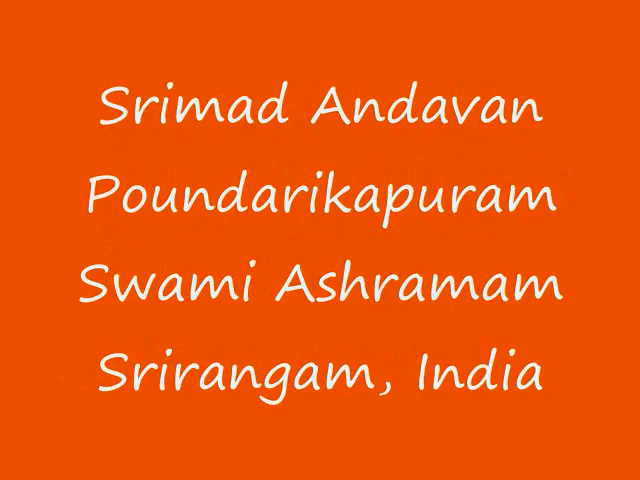 Srimad Andavan
Poundarikapuram
Swami Ashramam
Srirangam, India